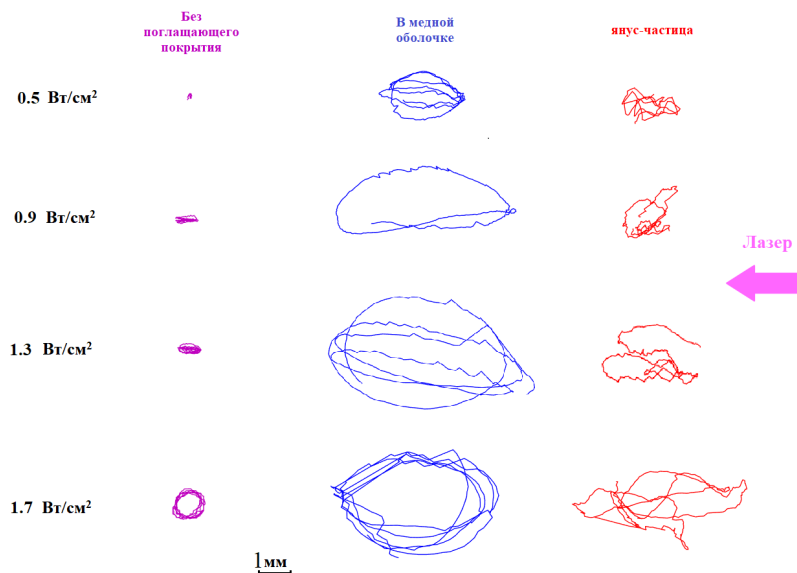 Без
поглащающего
покрытия
В медной
оболочке
янус-частица
0.5 Вт/см²
0.9 Вт/см²
Лазер
1.3 Вт/см²
1.7 Вт/см²
1мм